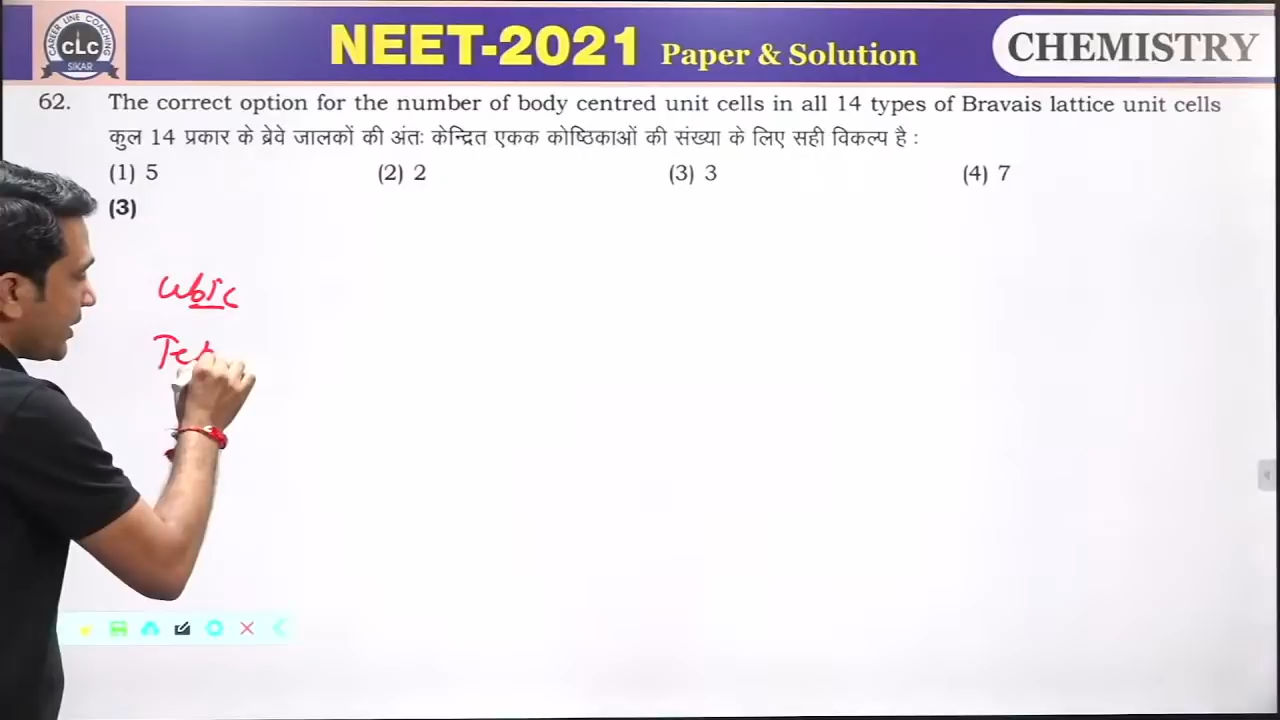 CAREER LINE COACHING
CLC
SIKAR
NEET-2021 Paper & Solution
CHEMISTRY
62. The correct option for the number of body centred unit cells in all 14 types of Bravais lattice unit cells
कुल 14 प्रकार के ब्रेवे जालकों की अंतः केन्द्रित एकक कोष्ठिकाओं की संख्या के लिए सही विकल्प है :
(1) 5 (2) 2 (3) 3 (4) 7
(3)
Cubic